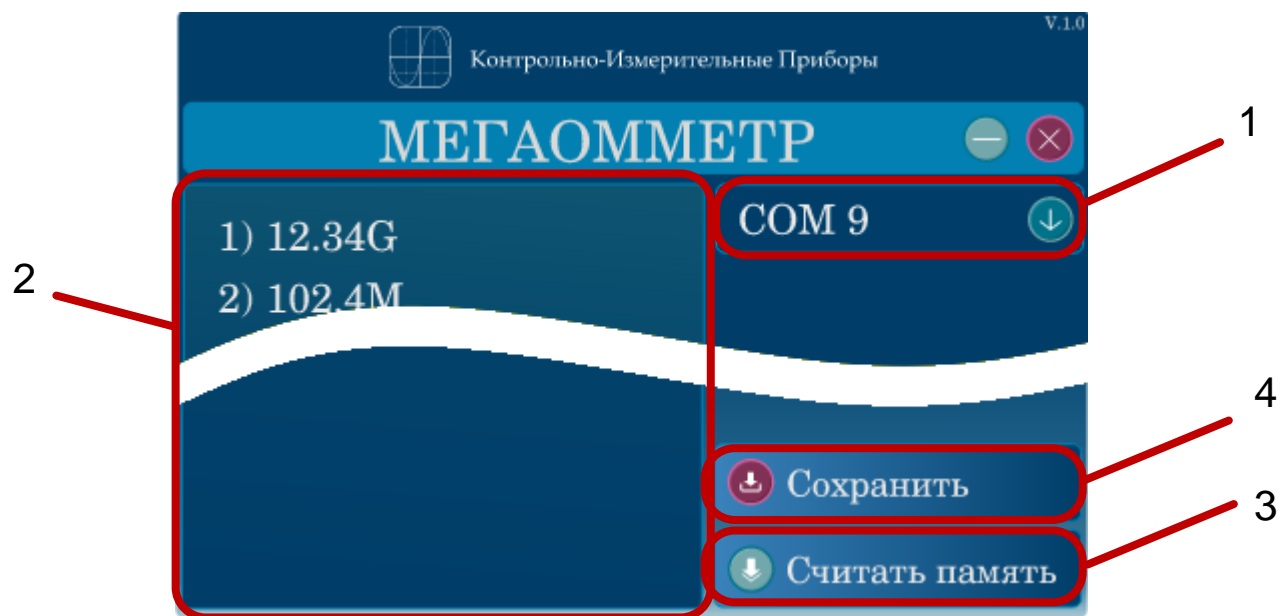 V.1.0
Контрольно-Измерительные Приборы
МЕГАОММЕТР
1
COM 9
1) 12.34G
2
2) 102.4M
4
Сохранить
3
Считать память